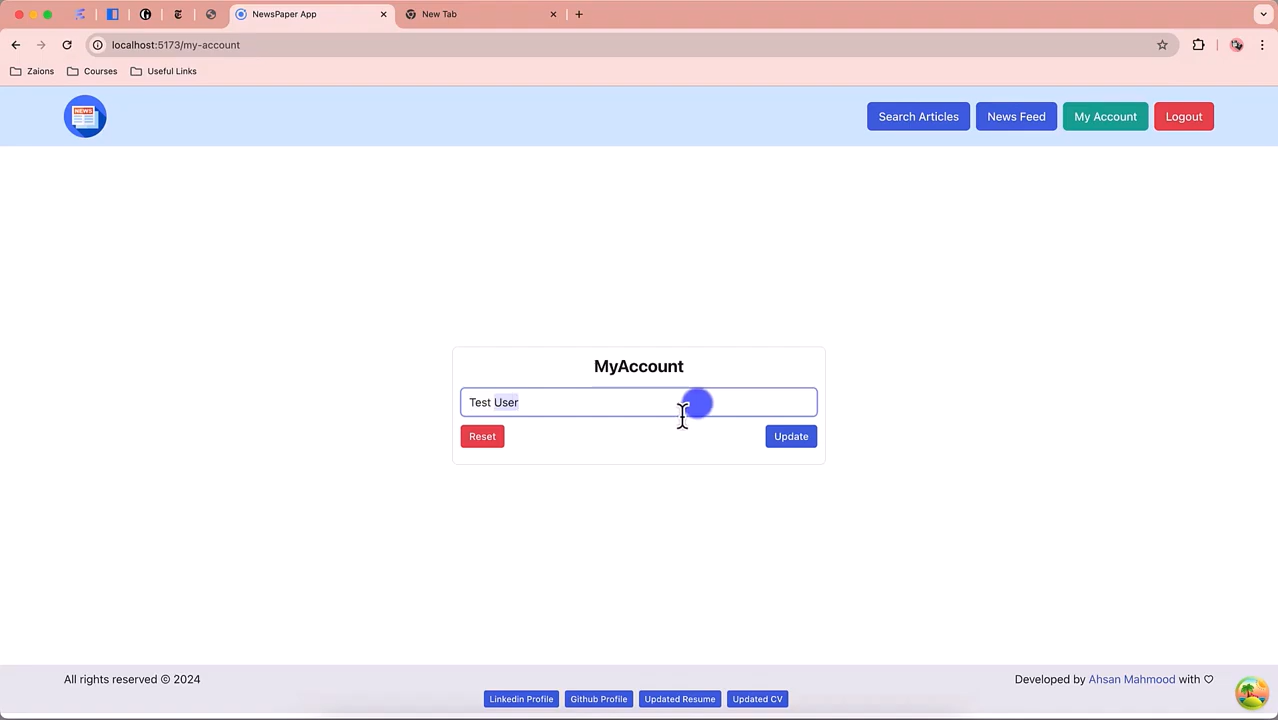 NewsPaper App
New Tab
localhost:5173/my-account
Zaions
Courses
Useful Links
NEWS
Search Articles
News Feed
My Account
Logout
MyAccount
Test User
Reset
Update
All rights reserved © 2024
Developed by Ahsan Mahmood with ♡
Linkedin Profile
Github Profile
Updated Resume
Updated CV